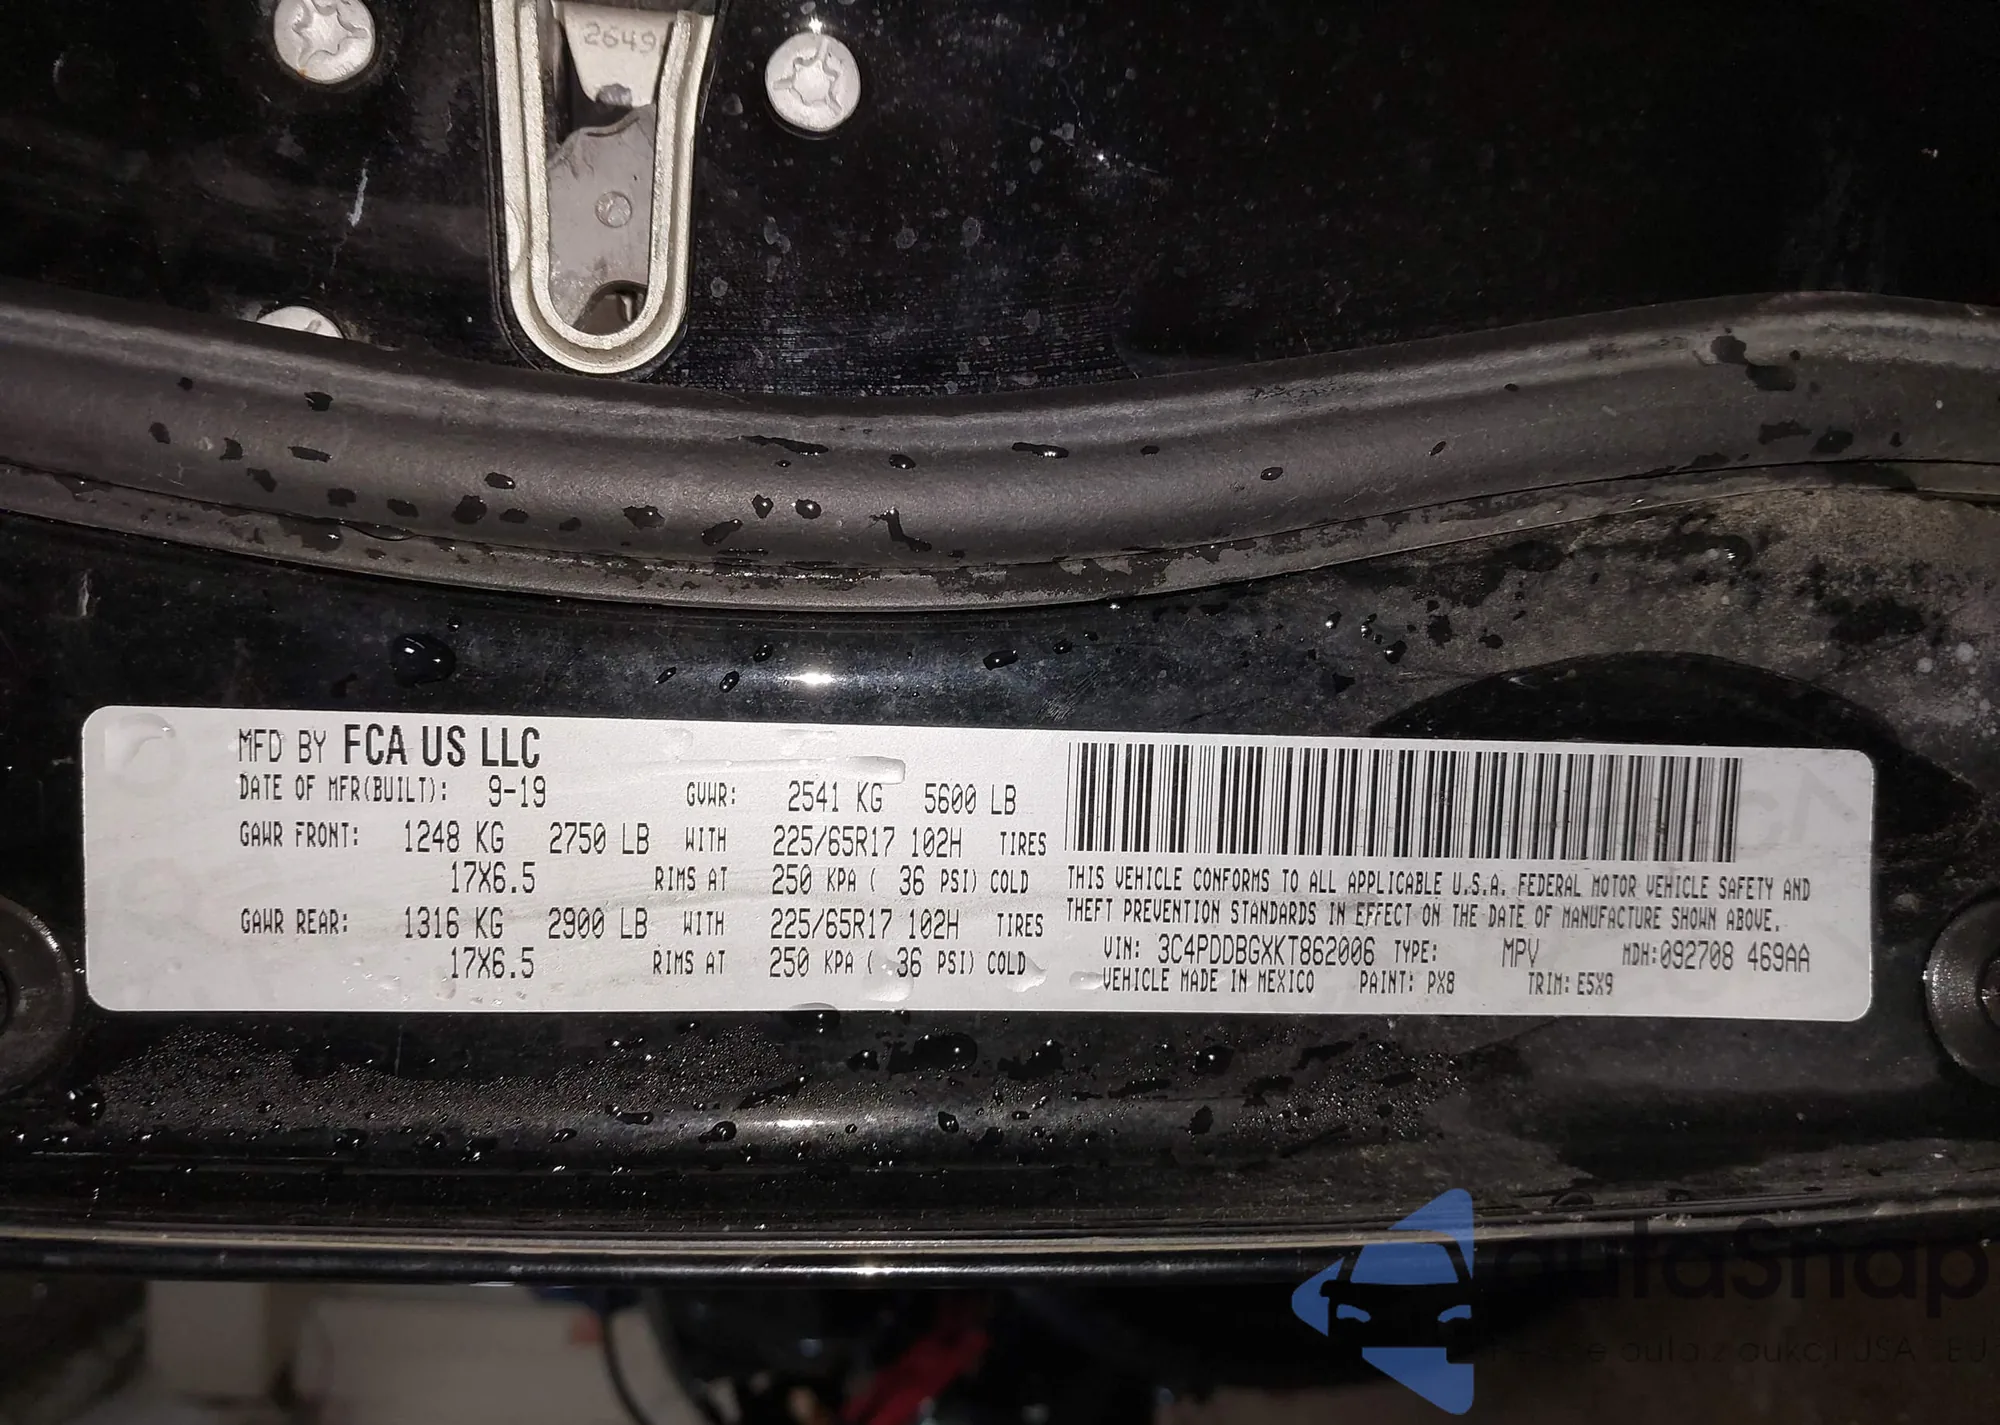 2649
MFD BY FCA US LLC
DATE OF MFR(BUILT): 9-19 GVWR: 2541 KG 5600 LB
GAWR FRONT: 1248 KG 2750 LB WITH 225/65R17 102H TIRES
17X6.5 RIMS AT 250 KPA ( 36 PSI) COLD
GAWR REAR: 1316 KG 2900 LB WITH 225/65R17 102H TIRES
17X6.5 RIMS AT 250 KPA ( 36 PSI) COLD
THIS VEHICLE CONFORMS TO ALL APPLICABLE U.S.A. FEDERAL MOTOR VEHICLE SAFETY AND
THEFT PREVENTION STANDARDS IN EFFECT ON THE DATE OF MANUFACTURE SHOWN ABOVE.
VIN: 3C4PDDBGXKT862006 TYPE: MPV MDH:092708 469AA
VEHICLE MADE IN MEXICO PAINT: PX8 TRIM: E5X9
autaSnap
auta z aukcji USA